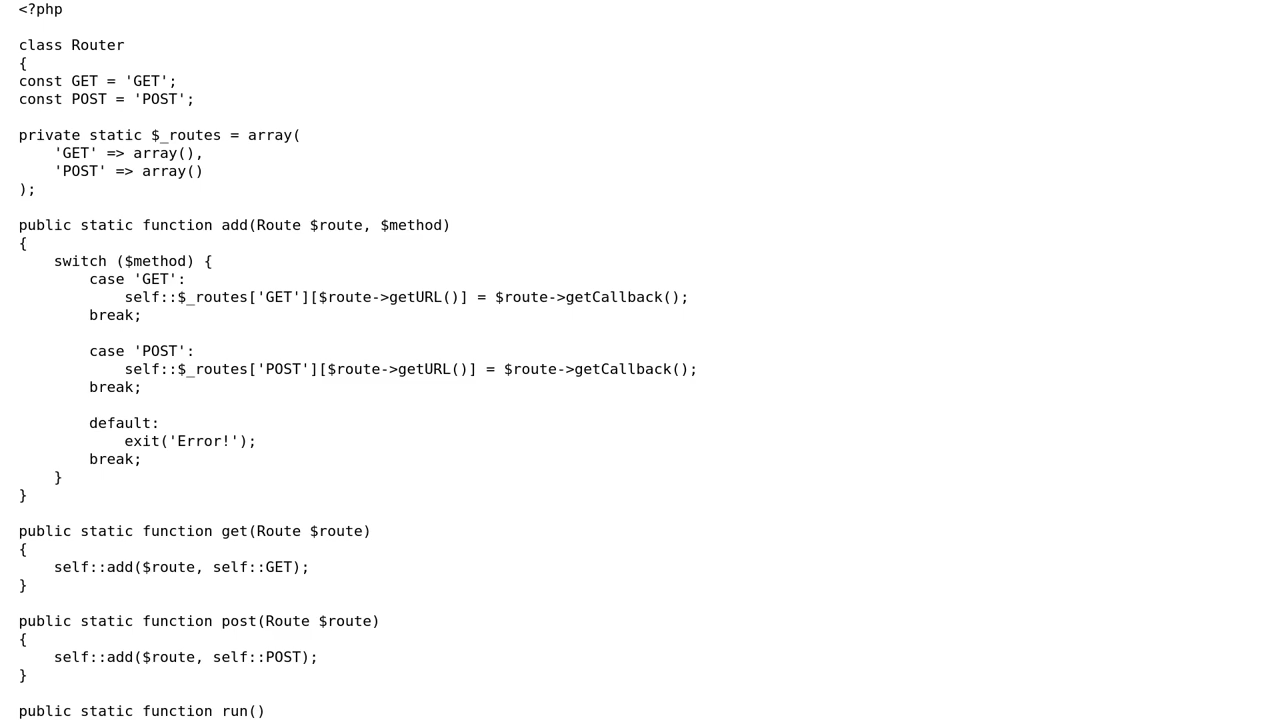 <?php

class Router
{
const GET = 'GET';
const POST = 'POST';

private static $_routes = array(
    'GET' => array(),
    'POST' => array()
);

public static function add(Route $route, $method)
{
    switch ($method) {
        case 'GET':
            self::$_routes['GET'][$route->getURL()] = $route->getCallback();
        break;

        case 'POST':
            self::$_routes['POST'][$route->getURL()] = $route->getCallback();
        break;

        default:
            exit('Error!');
        break;
    }
}

public static function get(Route $route)
{
    self::add($route, self::GET);
}

public static function post(Route $route)
{
    self::add($route, self::POST);
}

public static function run()